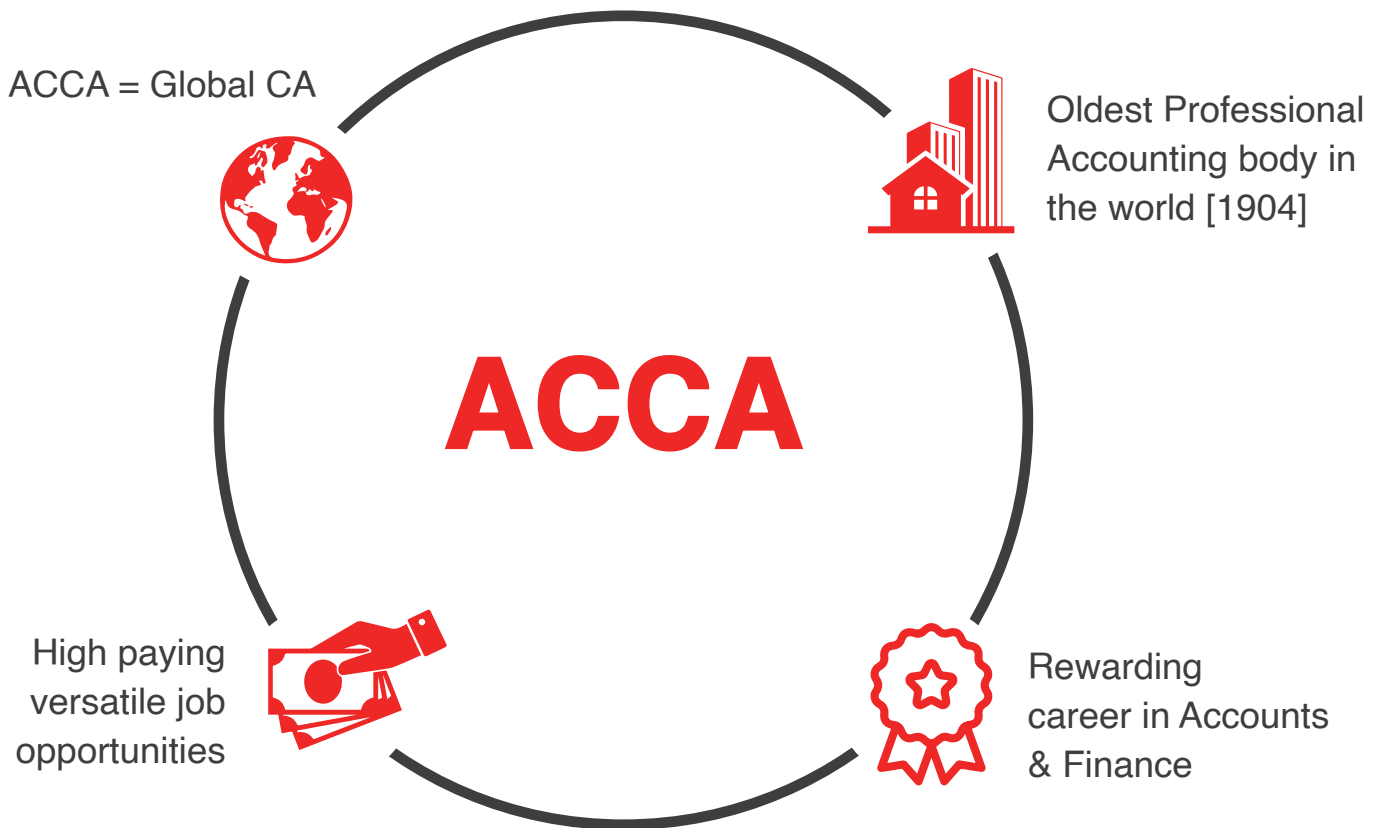 ACCA = Global CA
Oldest Professional
Accounting body in
the world [1904]
ACCA
High paying
versatile job
opportunities
Rewarding
career in Accounts
& Finance